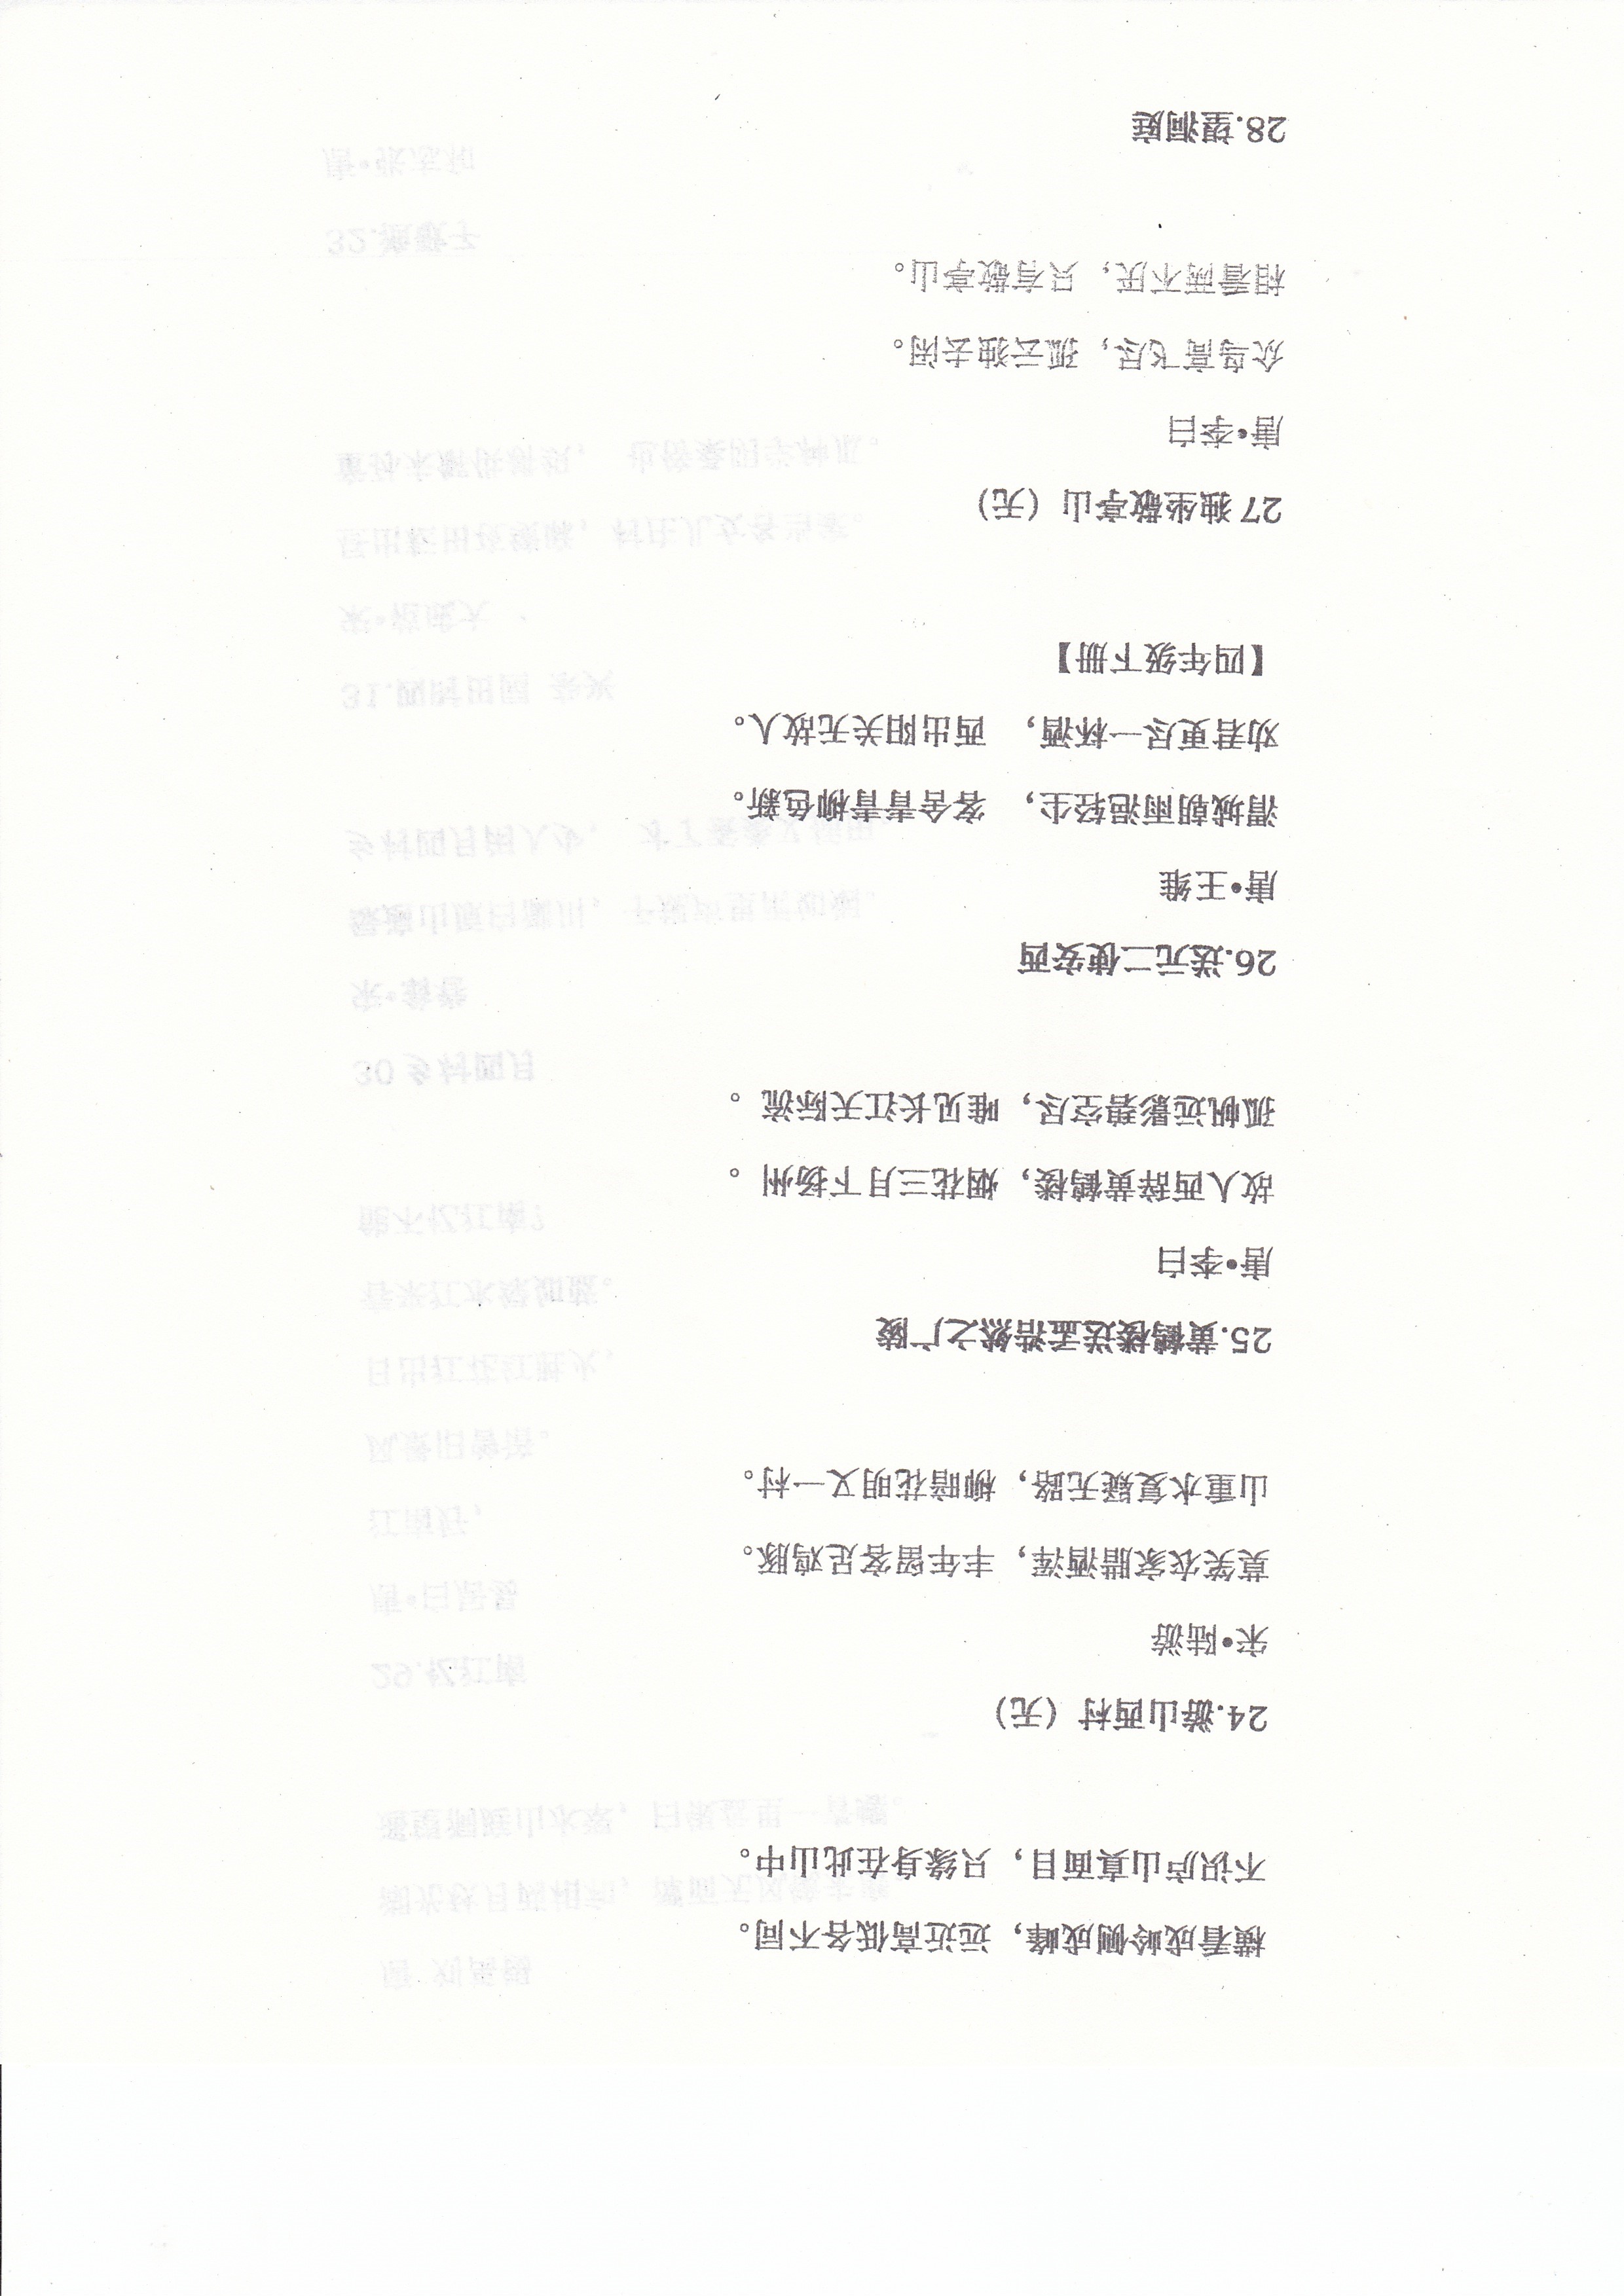 横看成岭侧成峰，远近高低各不同。
不识庐山真面目，只缘身在此山中。
24.游山西村（无）
宋•陆游
莫笑农家腊酒浑，丰年留客足鸡豚。
山重水复疑无路，柳暗花明又一村。
25.黄鹤楼送孟浩然之广陵
唐•李白
故人西辞黄鹤楼，烟花三月下扬州 。
孤帆远影碧空尽，唯见长江天际流 。
26.送元二使安西
唐•王维
渭城朝雨浥轻尘， 客舍青青柳色新。
劝君更尽一杯酒， 西出阳关无故人。
【四年级下册】
27 独坐敬亭山（无）
唐•李白
众鸟高飞尽，孤云独去闲。
相看两不厌，只有敬亭山。
28.望洞庭